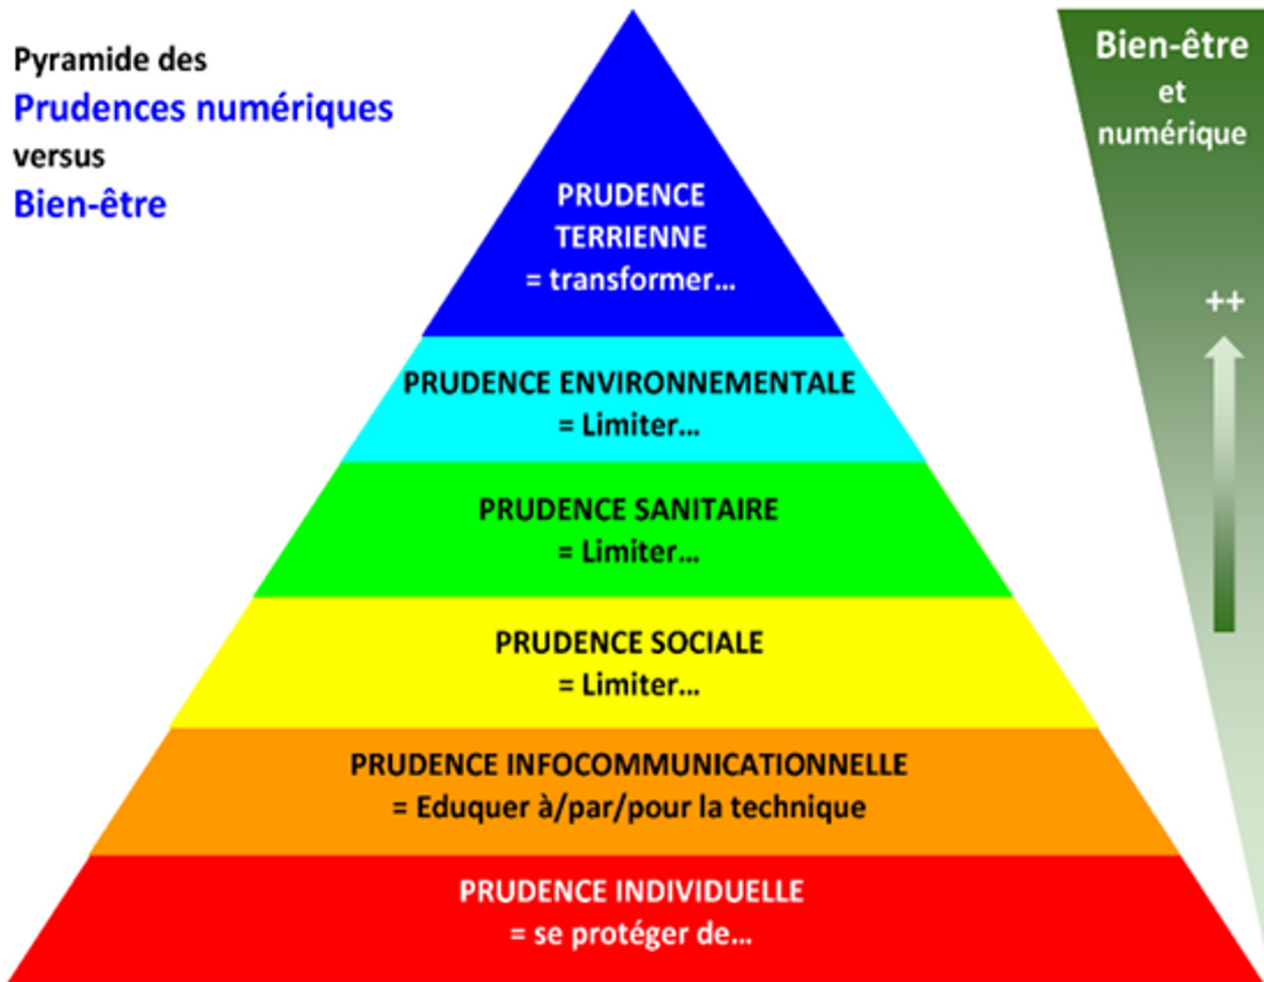 Pyramide des
Prudences numériques
versus
Bien-être
Bien-être
et
numérique
++
PRUDENCE
TERRIENNE
= transformer...
PRUDENCE ENVIRONNEMENTALE
= Limiter...
PRUDENCE SANITAIRE
= Limiter...
PRUDENCE SOCIALE
= Limiter...
PRUDENCE INFOCOMMUNICATIONNELLE
= Eduquer à/par/pour la technique
PRUDENCE INDIVIDUELLE
= se protéger de...